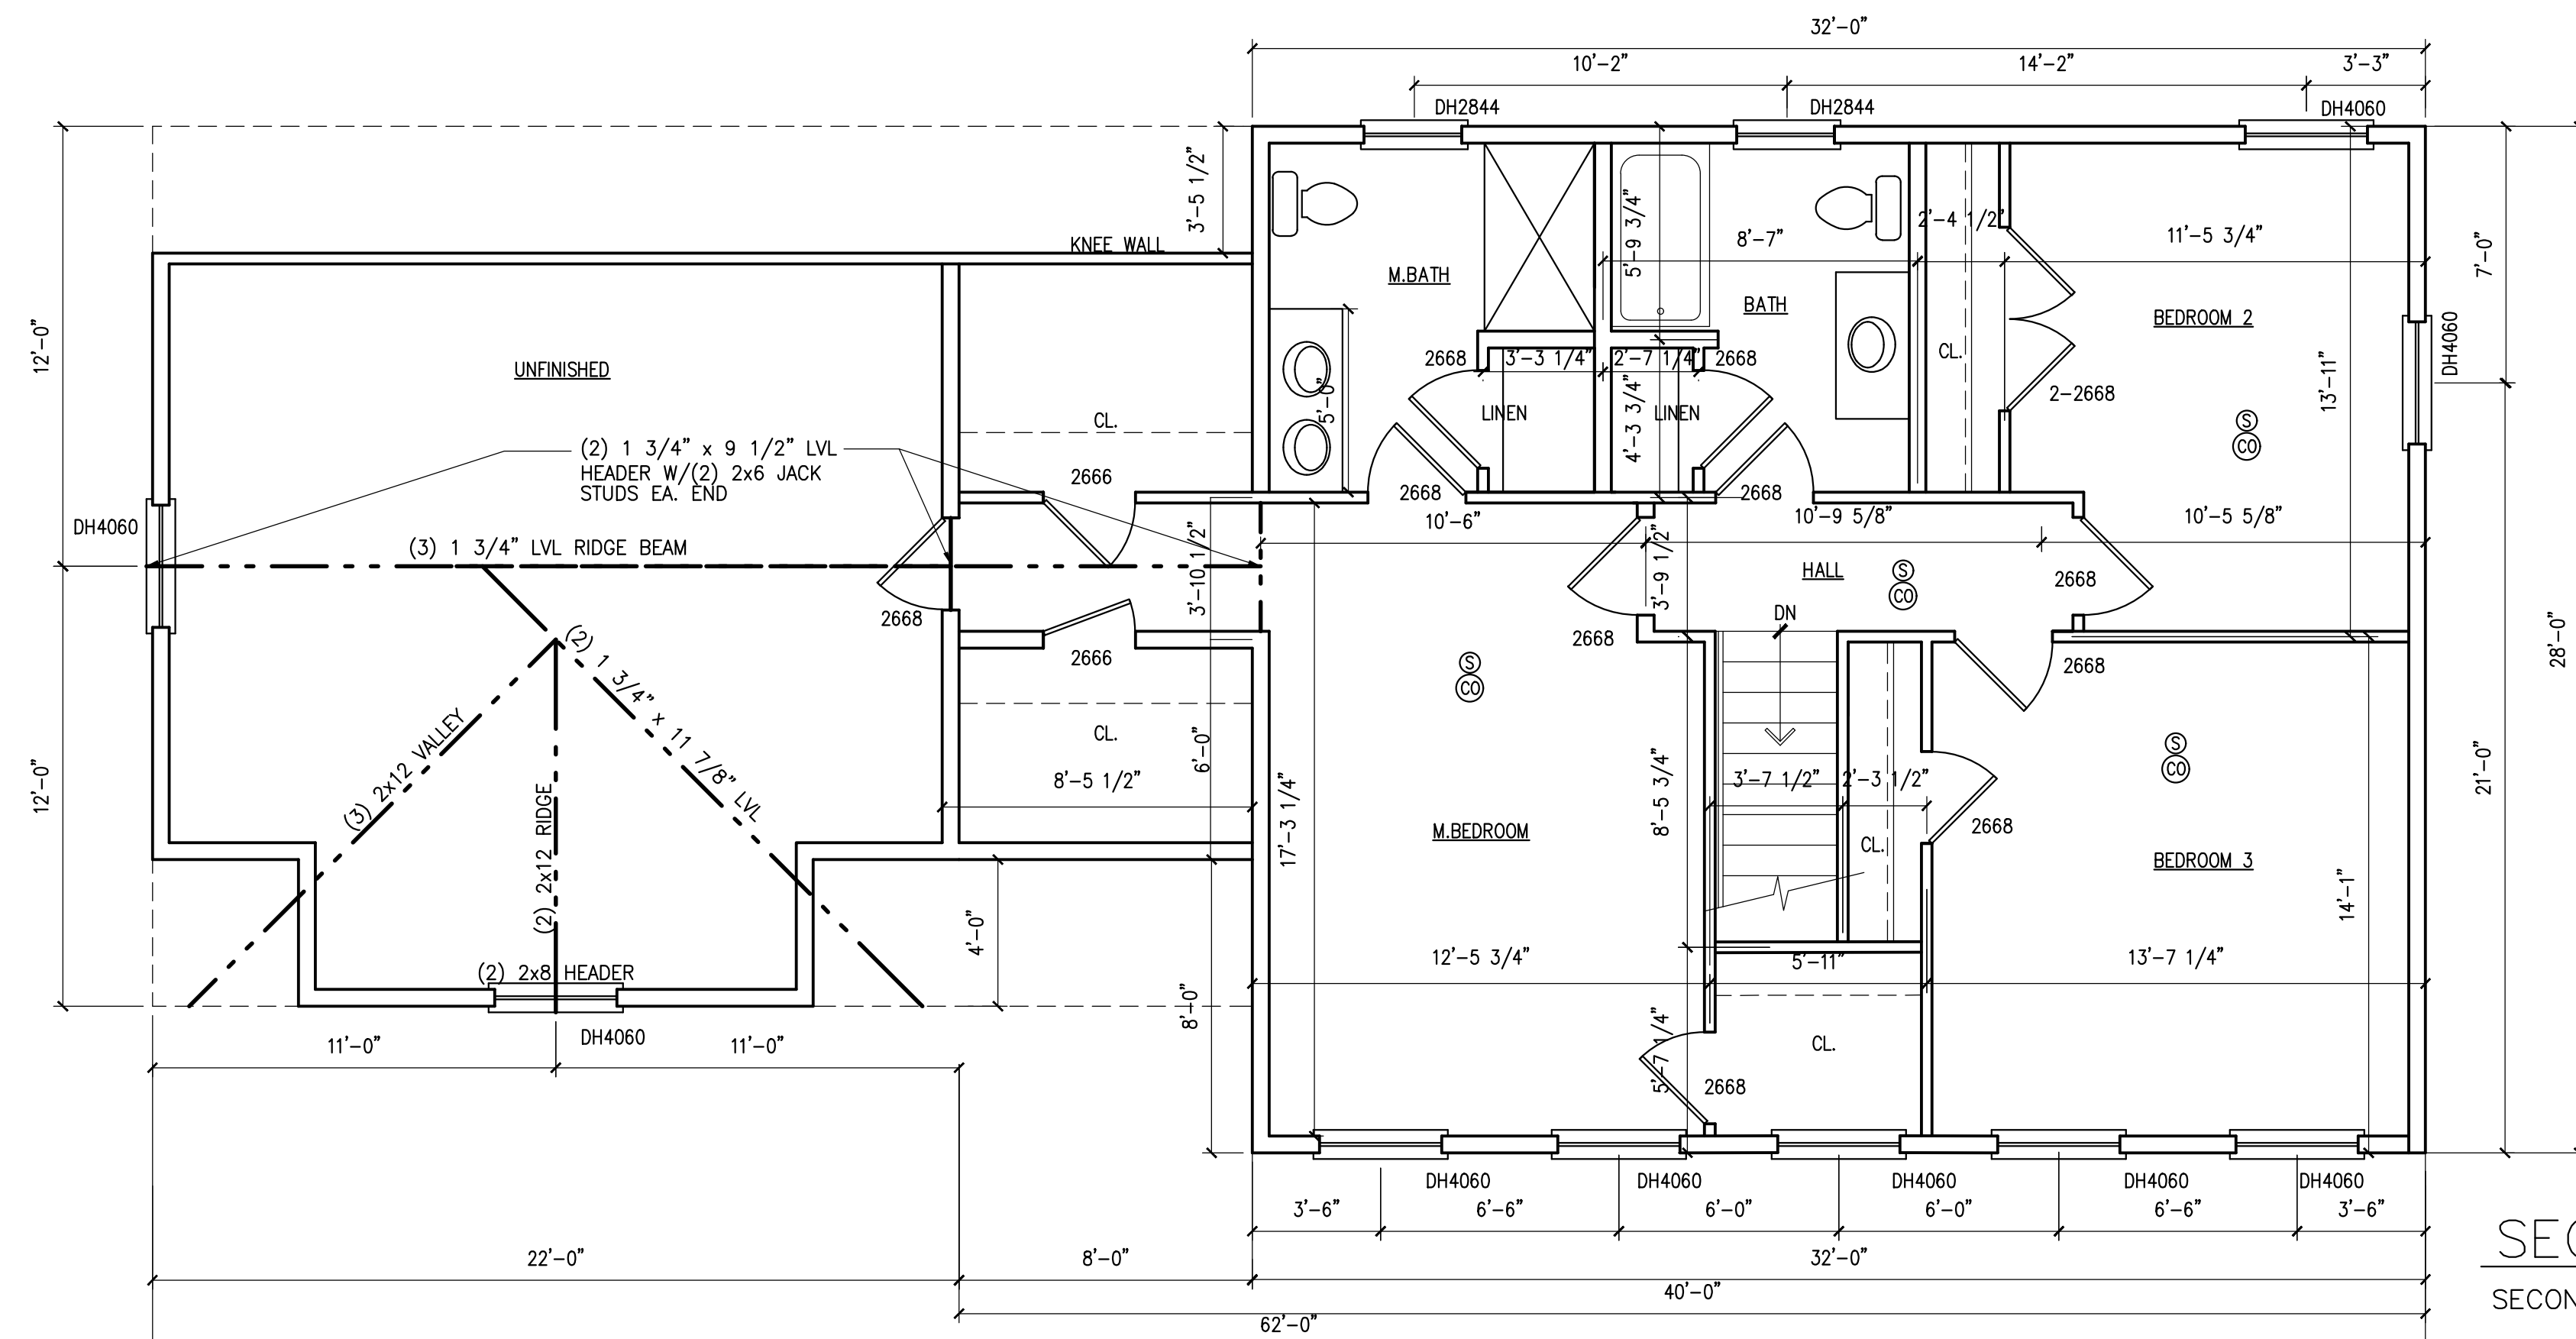 32'-0"
10'-2"
14'-2"
3'-3"
DH2844
DH2844
DH4060
3'-5 1/2"
KNEE WALL
M.BATH
5'-9 3/4"
8'-7"
2'-4 1/2'
11'-5 3/4"
7'-0"
BATH
BEDROOM 2
12'-0"
UNFINISHED
2668
3'-3 1/4"
2'-7 1/4"
2668
CL.
DH4060
13'-11"
2-2668
5'-0"
LINEN
LINEN
4'-3 3/4"
CL.
S
CO
(2) 1 3/4" x 9 1/2" LVL
HEADER W/(2) 2x6 JACK
STUDS EA. END
2666
2668
2668
DH4060
10'-6"
10'-9 5/8"
10'-5 5/8"
(3) 1 3/4" LVL RIDGE BEAM
3'-10 1/2"
3'-9 1/2"
HALL
S
CO
2668
2668
DN
2668
2666
S
CO
2668
28'-0"
(2) 1 3/4" x 11 7/8" LVL
(3) 2x12 VALLEY
(2) 2x12 RIDGE
CL.
6'-0"
S
CO
12'-0"
8'-5 1/2"
17'-3 1/4"
8'-5 3/4"
3'-7 1/2"
2'-3 1/2"
21'-0"
M.BEDROOM
2668
CL.
BEDROOM 3
14'-1"
4'-0"
12'-5 3/4"
5'-11"
13'-7 1/4"
(2) 2x8 HEADER
8'-0"
DH4060
11'-0"
11'-0"
5'-7 1/4"
CL.
2668
DH4060
DH4060
DH4060
DH4060
DH4060
3'-6"
6'-6"
6'-0"
6'-0"
6'-6"
3'-6"
22'-0"
8'-0"
32'-0"
40'-0"
62'-0"
SEC
SECON